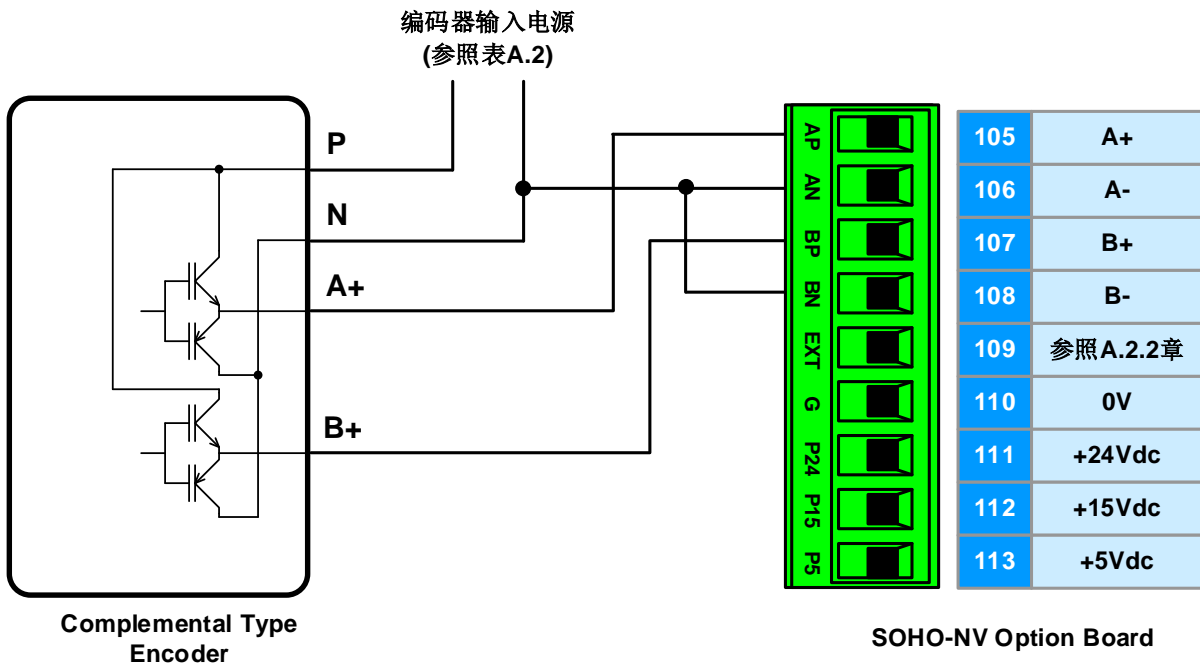 编码器输入电源
(参照表A.2)
P
N
A+
B+
AP
AN
BP
BN
EXT
G
P24
P15
P5
105 A+
106 A-
107 B+
108 B-
109 参照A.2.2章
110 0V
111 +24Vdc
112 +15Vdc
113 +5Vdc
Complemental Type
Encoder
SOHO-NV Option Board